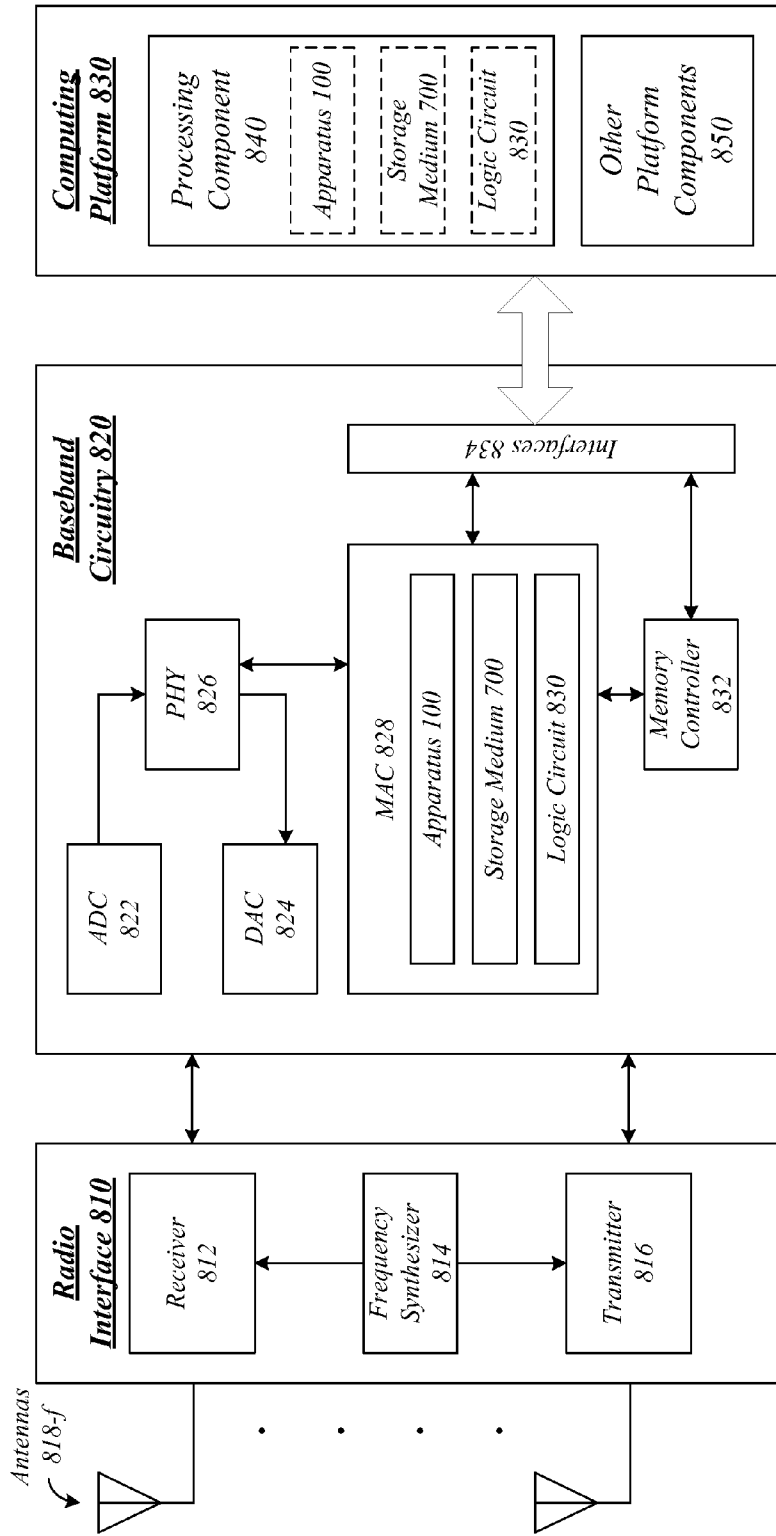 Antennas
818-f
Radio
Interface 810
Receiver
812
Frequency
Synthesizer
814
Transmitter
816
Baseband
Circuitry 820
ADC
822
PHY
826
DAC
824
MAC 828
Apparatus 100
Storage Medium 700
Logic Circuit 830
Memory
Controller
832
Interfaces 834
Computing
Platform 830
Processing
Component
840
Apparatus 100
Storage
Medium 700
Logic Circuit
830
Other
Platform
Components
850